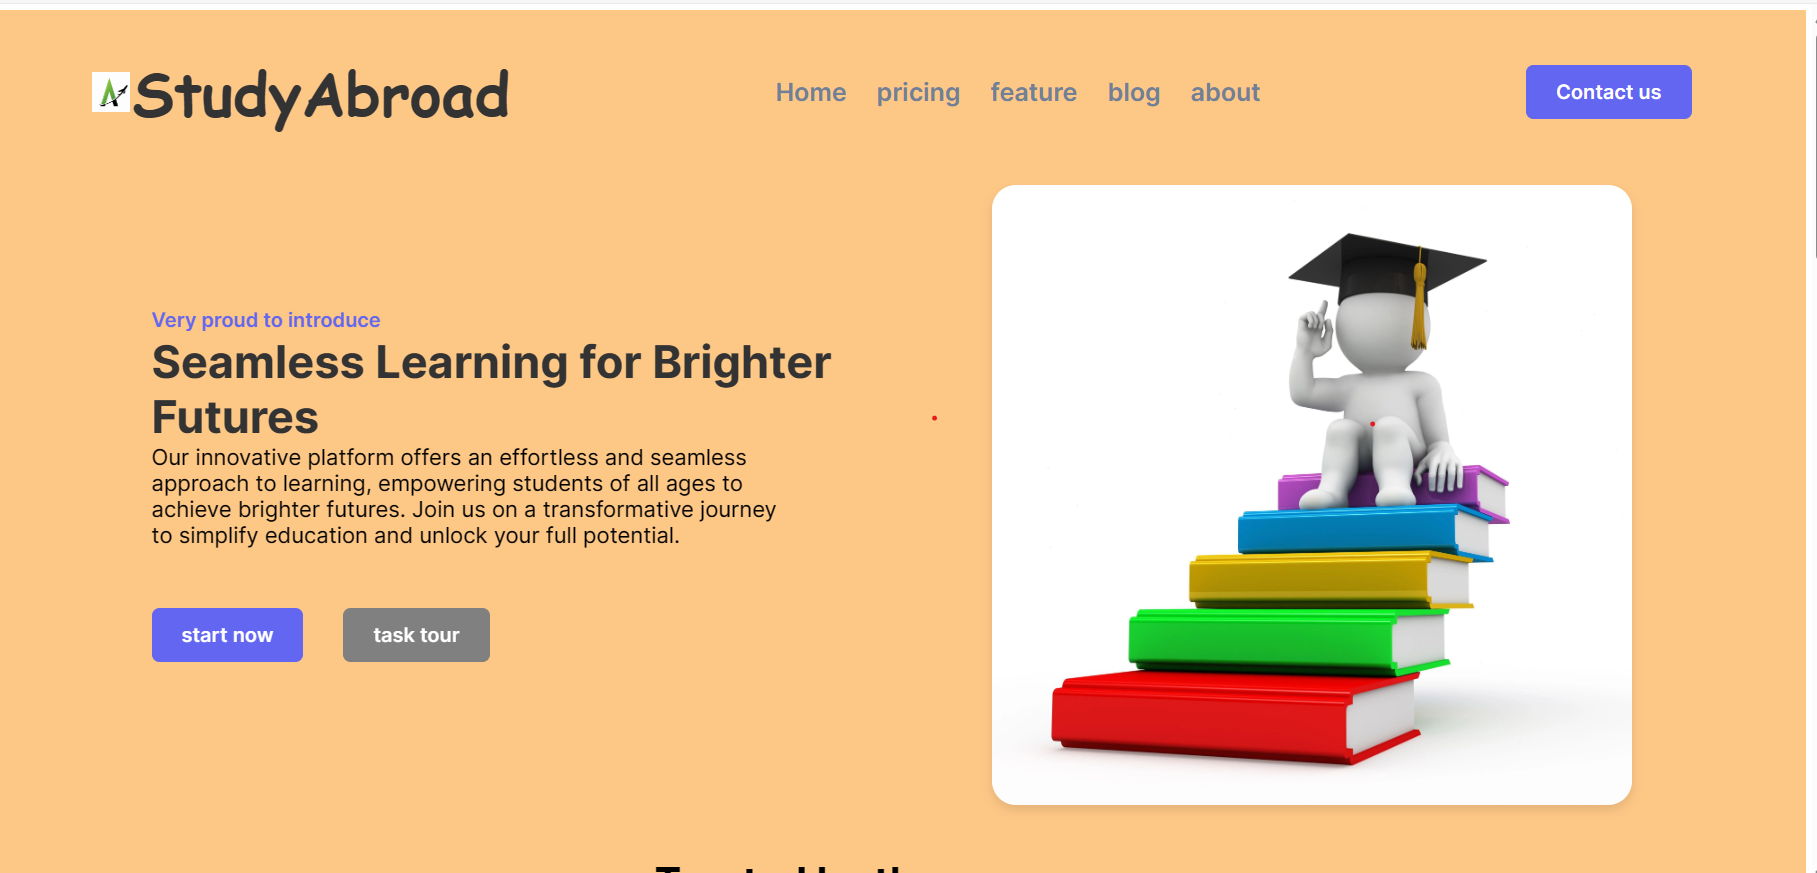 StudyAbroad
Home pricing feature blog about
Contact us
Very proud to introduce
Seamless Learning for Brighter
Futures
Our innovative platform offers an effortless and seamless
approach to learning, empowering students of all ages to
achieve brighter futures. Join us on a transformative journey
to simplify education and unlock your full potential.
start now
task tour